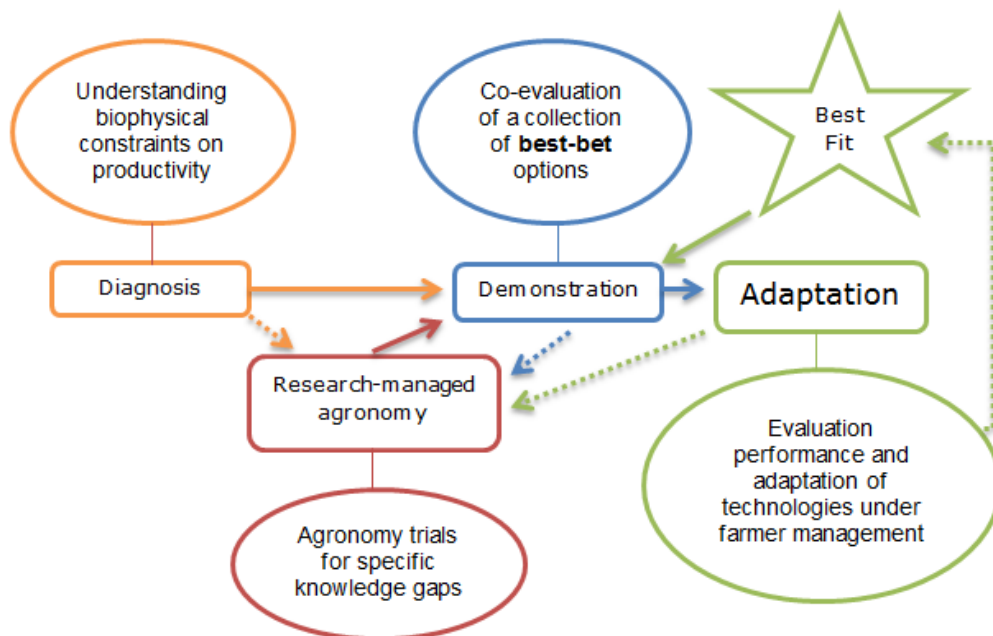 Understanding
biophysical
constraints on
productivity
Co-evaluation
of a collection
of best-bet
options
Best
Fit
Diagnosis
Demonstration
Adaptation
Research-managed
agronomy
Evaluation
performance and
adaptation of
technologies under
farmer management
Agronomy trials
for specific
knowledge gaps